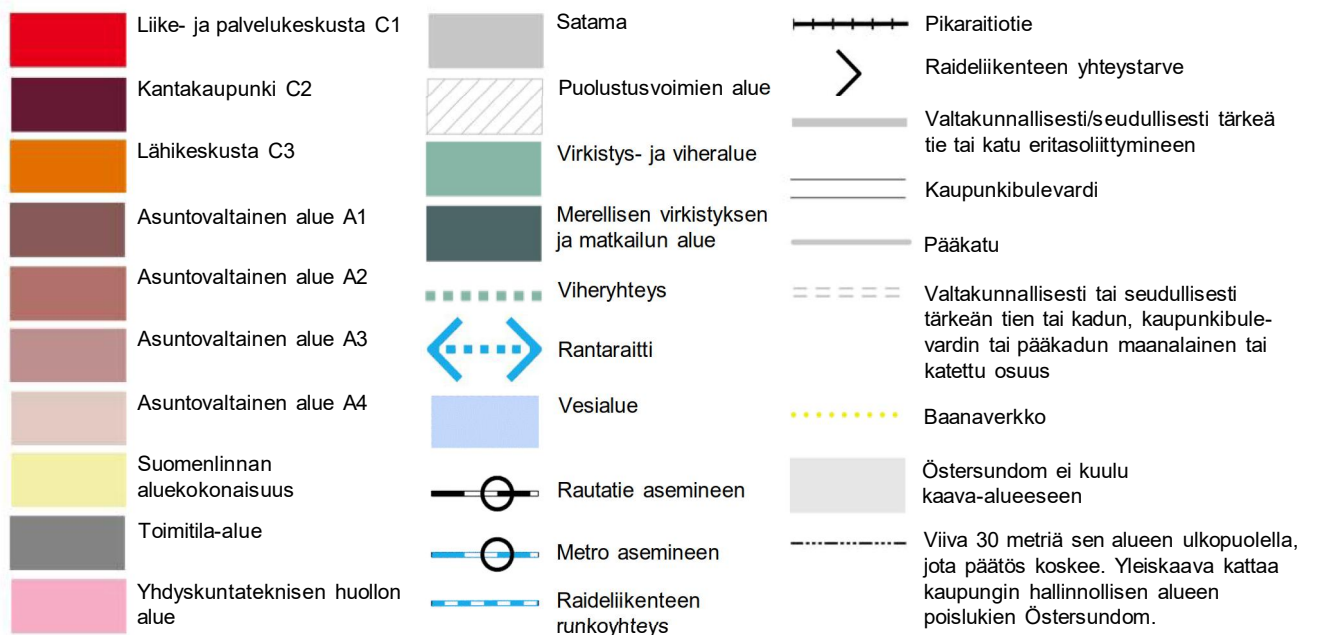 Liike- ja palvelukeskusta C1
Kantakaupunki C2
Lähikeskusta C3
Asuntovaltainen alue A1
Asuntovaltainen alue A2
Asuntovaltainen alue A3
Asuntovaltainen alue A4
Suomenlinnan
aluekokonaisuus
Toimitila-alue
Yhdyskuntateknisen huollon
alue
Satama
Puolustusvoimien alue
Virkistys- ja viheralue
Merellisen virkistyksen
ja matkailun alue
Viheryhteys
Rantaraitti
Vesialue
Rautatie asemineen
Metro asemineen
Raideliikenteen
runkoyhteys
Pikaraitiotie
Raideliikenteen yhteystarve
Valtakunnallisesti/seudullisesti tärkeä
tie tai katu eritasoliittymineen
Kaupunkibulevardi
Pääkatu
Valtakunnallisesti tai seudullisesti
tärkeän tien tai kadun, kaupunkibule-
vardin tai pääkadun maanalainen tai
katettu osuus
Baanaverkko
Östersundom ei kuulu
kaava-alueeseen
Viiva 30 metriä sen alueen ulkopuolella,
jota päätös koskee. Yleiskaava kattaa
kaupungin hallinnollisen alueen
poislukien Östersundom.